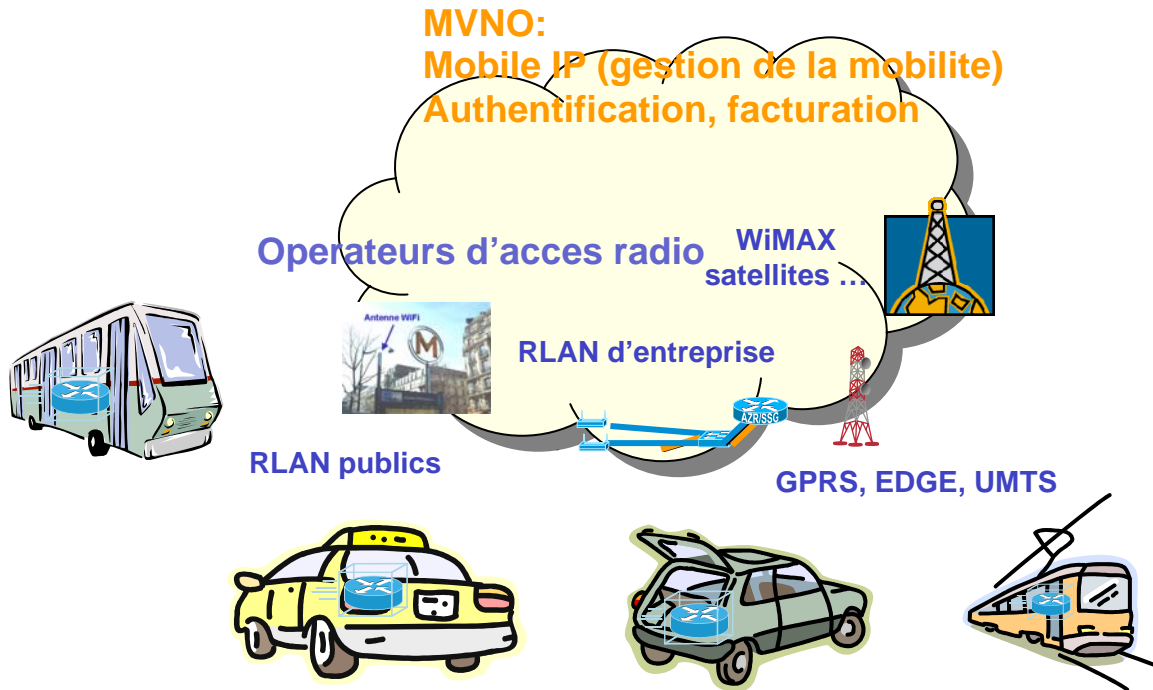 MVNO:
Mobile IP (gestion de la mobilite)
Authentification, facturation
Operateurs d'acces radio
WiMAX
satellites …
Antenne WiFi
M
RLAN d'entreprise
AZR/SSG
RLAN publics
GPRS, EDGE, UMTS